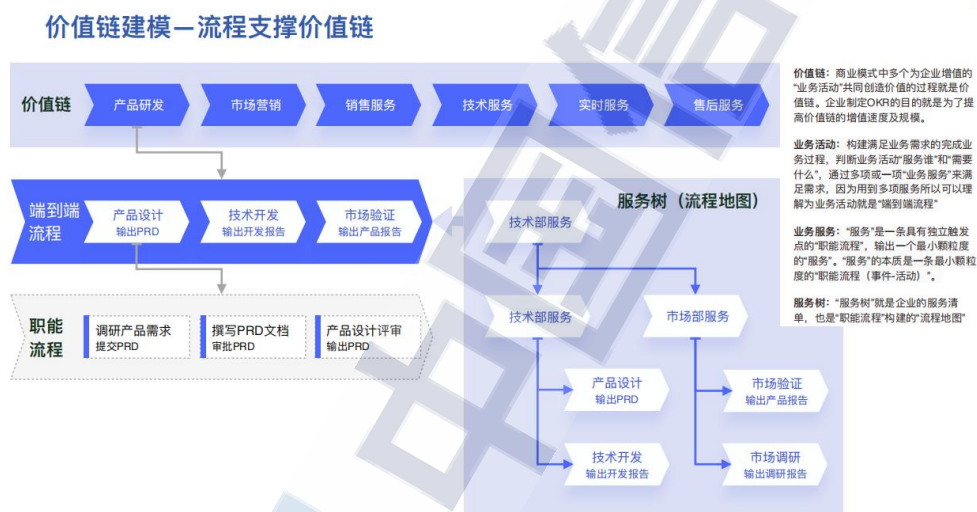 价值链建模—流程支撑价值链
价值链
产品研发
市场营销
销售服务
技术服务
实时服务
售后服务
端到端
流程
产品设计
输出PRD
技术开发
输出开发报告
市场验证
输出产品报告
职能
流程
调研产品需求
提交PRD
撰写PRD文档
审批PRD
产品设计评审
输出PRD
服务树（流程地图）
技术部服务
技术部服务
市场部服务
产品设计
输出PRD
市场验证
输出产品报告
技术开发
输出开发报告
市场调研
输出调研报告
价值链：商业模式中多个为企业增值的
“业务活动”共同创造价值的过程就是价
值链。企业制定OKR的目的就是为了提
高价值链的增值速度及规模。
业务活动：构建满足业务需求的完成业
务过程，判断业务活动“服务谁”和“需要
什么”，通过多项或一项“业务服务”来满
足需求，因为用到多项服务所以可以理
解为业务活动就是“端到端流程”
业务服务：“服务”是一条具有独立触发
点的“职能流程”，输出一个最小颗粒度
的“服务”。“服务”的本质是一条最小颗粒
度的“职能流程（事件-活动）”。
服务树：“服务树”就是企业的服务清
单，也是“职能流程”构建的“流程地图”